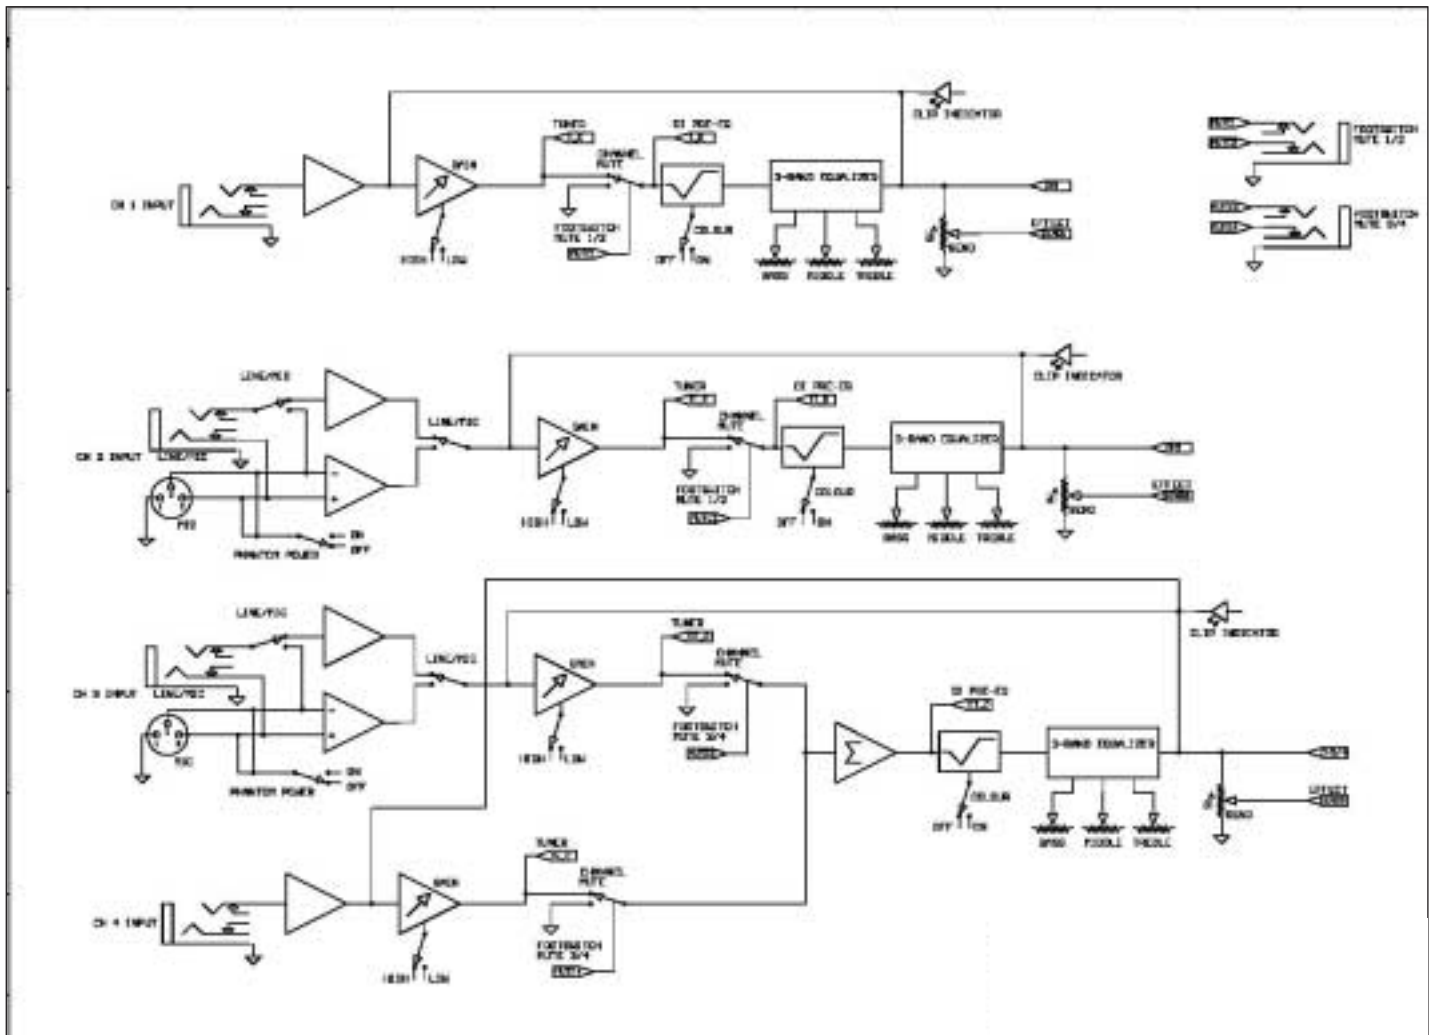 CLIP INDICATOR
TUNER
DI PRE-EQ
FOOTSWITCH
MUTE 1/2
GAIN
CHANNEL
MUTE
3-BAND EQUALIZER
CH 1 INPUT
FOOTSWITCH
MUTE 3/4
FOOTSWITCH
MUTE 1/2
COLOUR
EFFECT
SEND
HIGH LOW
OFF ON
BASS MIDDLE TREBLE
CLIP INDICATOR
LINE/MIC
TUNER
DI PRE-EQ
LINE/MIC
GAIN
CHANNEL
MUTE
3-BAND EQUALIZER
CH 2 INPUT LINE/MIC
FOOTSWITCH
MUTE 1/2
COLOUR
EFFECT
SEND
HIGH LOW
OFF ON
BASS MIDDLE TREBLE
ON
OFF
PHANTOM POWER
LINE/MIC
TUNER
CLIP INDICATOR
LINE/MIC
GAIN
CHANNEL
MUTE
CH 3 INPUT LINE/MIC
DI PRE-EQ
FOOTSWITCH
MUTE 3/4
Σ
3-BAND EQUALIZER
HIGH LOW
ON
OFF
PHANTOM POWER
COLOUR
EFFECT
SEND
OFF ON
BASS MIDDLE TREBLE
TUNER
GAIN
CHANNEL
MUTE
CH 4 INPUT
FOOTSWITCH
MUTE 3/4
HIGH LOW